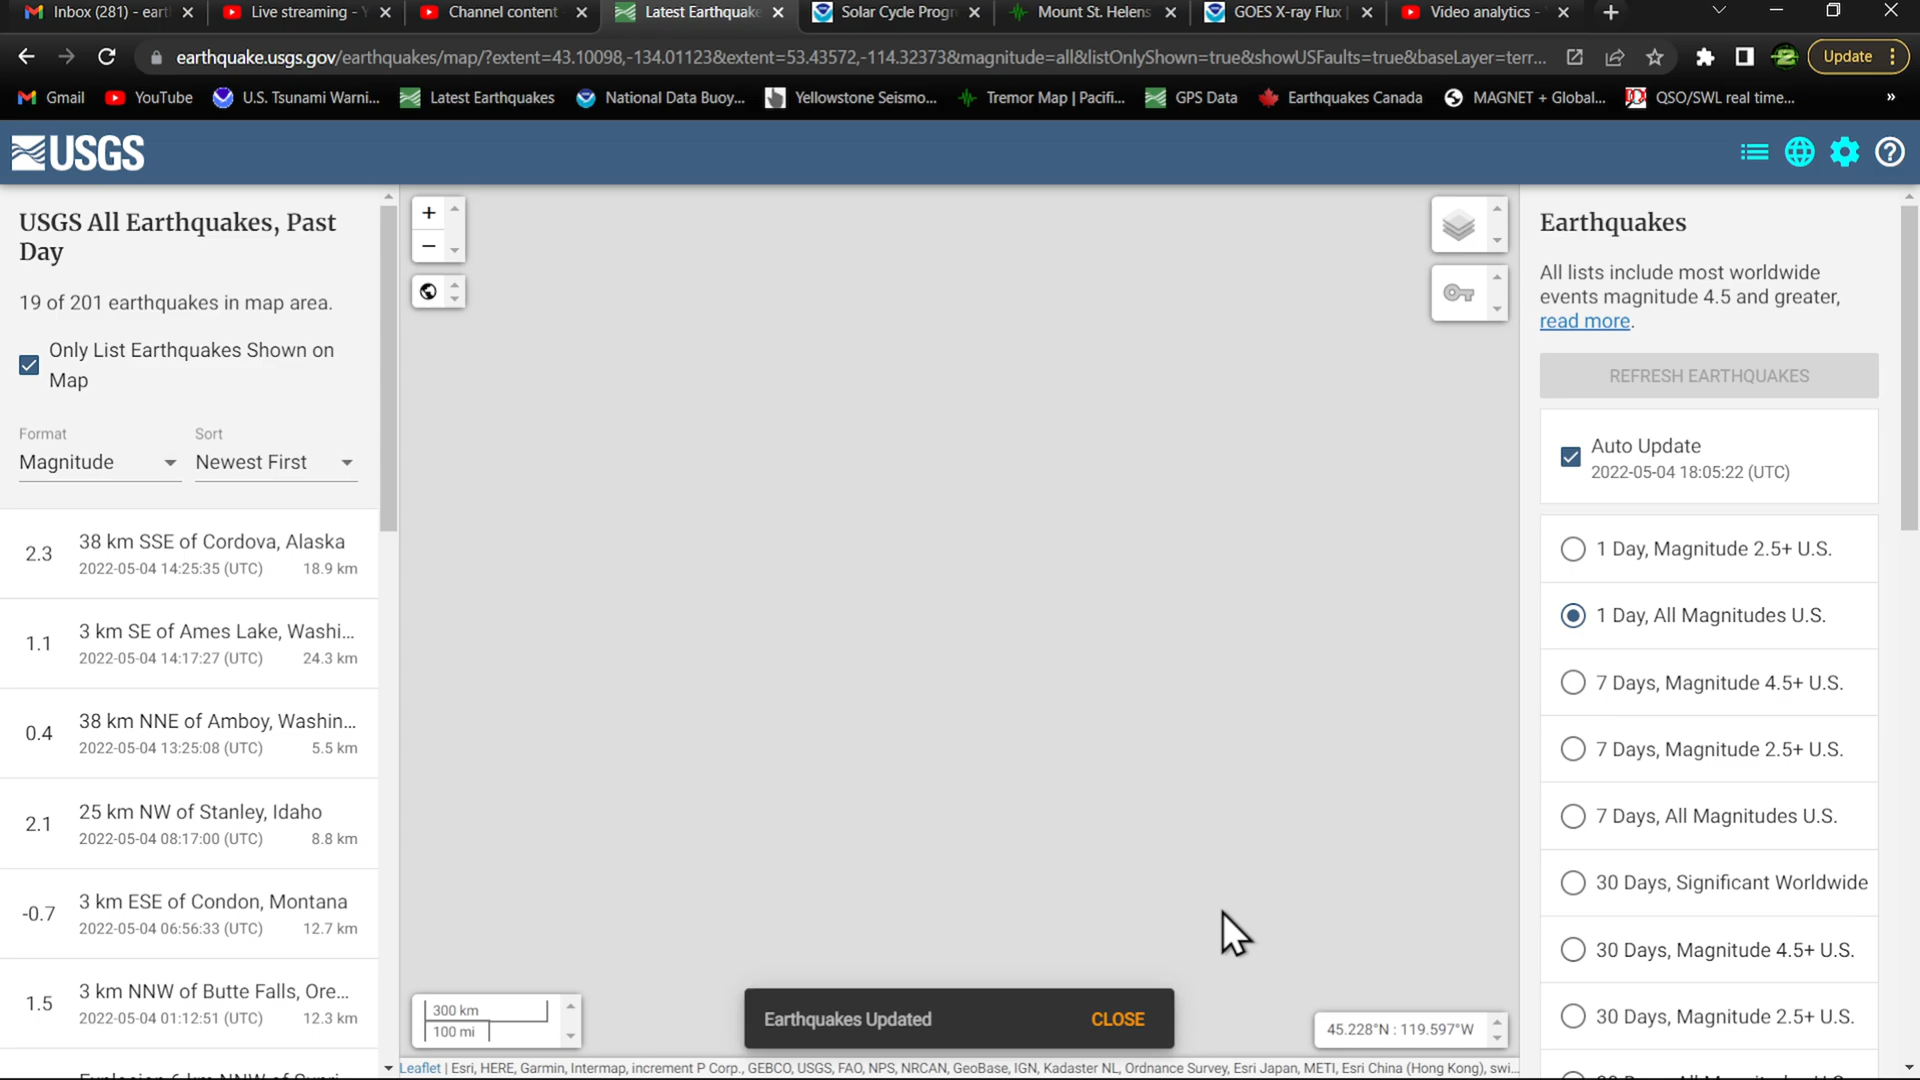 Inbox (281) - eart
Live streaming - Y
Channel content
Latest Earthquake
Solar Cycle Progr
Mount St. Helens
GOES X-ray Flux
Video analytics -
earthquake.usgs.gov/earthquakes/map/?extent=43.10098,-134.01123&extent=53.43572,-114.32373&magnitude=all&listOnlyShown=true&showUSFaults=true&baseLayer=terr...
Update
Gmail
YouTube
U.S. Tsunami Warni...
Latest Earthquakes
National Data Buoy...
Yellowstone Seismo...
Tremor Map | Pacifi...
GPS Data
Earthquakes Canada
MAGNET + Global...
QSO/SWL real time...
»
USGS
USGS All Earthquakes, Past
Day
19 of 201 earthquakes in map area.
Only List Earthquakes Shown on
Map
Format
Sort
Magnitude
Newest First
2.3
38 km SSE of Cordova, Alaska
2022-05-04 14:25:35 (UTC) 18.9 km
1.1
3 km SE of Ames Lake, Washi...
2022-05-04 14:17:27 (UTC) 24.3 km
0.4
38 km NNE of Amboy, Washin...
2022-05-04 13:25:08 (UTC) 5.5 km
2.1
25 km NW of Stanley, Idaho
2022-05-04 08:17:00 (UTC) 8.8 km
-0.7
3 km ESE of Condon, Montana
2022-05-04 06:56:33 (UTC) 12.7 km
1.5
3 km NNW of Butte Falls, Ore...
2022-05-04 01:12:51 (UTC) 12.3 km
+
−
300 km
100 mi
Earthquakes Updated
CLOSE
45.228°N : 119.597°W
Leaflet | Esri, HERE, Garmin, Intermap, increment P Corp., GEBCO, USGS, FAO, NPS, NRCAN, GeoBase, IGN, Kadaster NL, Ordnance Survey, Esri Japan, METI, Esri China (Hong Kong), swi...
Earthquakes
All lists include most worldwide
events magnitude 4.5 and greater,
read more.
REFRESH EARTHQUAKES
Auto Update
2022-05-04 18:05:22 (UTC)
1 Day, Magnitude 2.5+ U.S.
1 Day, All Magnitudes U.S.
7 Days, Magnitude 4.5+ U.S.
7 Days, Magnitude 2.5+ U.S.
7 Days, All Magnitudes U.S.
30 Days, Significant Worldwide
30 Days, Magnitude 4.5+ U.S.
30 Days, Magnitude 2.5+ U.S.